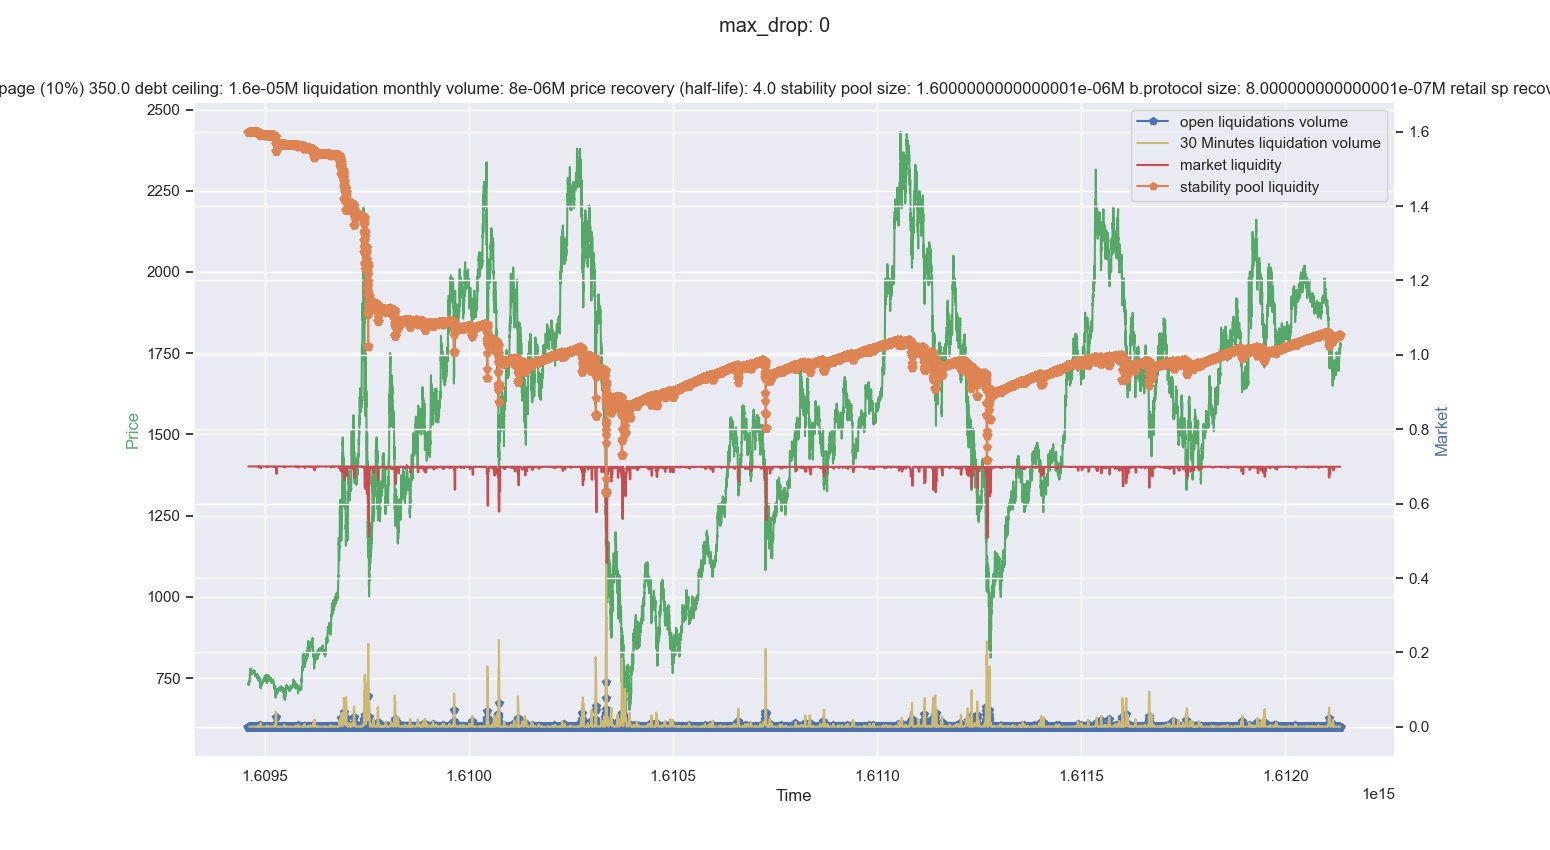 max_drop: 0
page (10%) 350.0 debt ceiling: 1.6e-05M liquidation monthly volume: 8e-06M price recovery (half-life): 4.0 stability pool size: 1.6000000000000001e-06M b.protocol size: 8.000000000000001e-07M retail sp recov
2500
2250
2000
1750
1500
1250
1000
750
Price
open liquidations volume
30 Minutes liquidation volume
market liquidity
stability pool liquidity
1.6
1.4
1.2
1.0
0.8
0.6
0.4
0.2
0.0
Market
1.6095
1.6100
1.6105
1.6110
1.6115
1.6120
1e15
Time